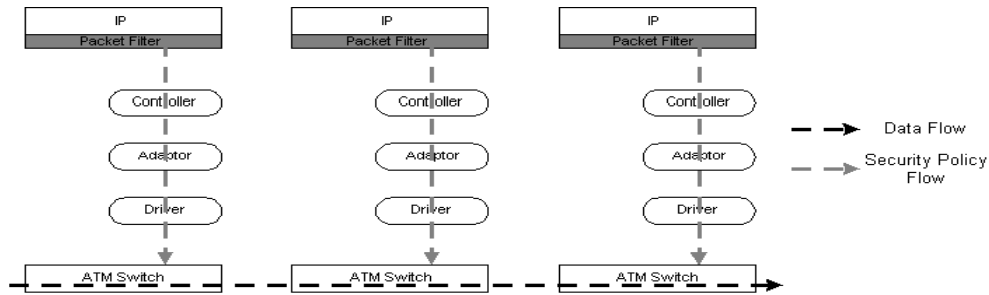 IP IP IP
Packet Filter Packet Filter Packet Filter
Controller Controller Controller
Data Flow
Adaptor Adaptor Adaptor
Security Policy
Flow
Driver Driver Driver
ATM Switch ATM Switch ATM Switch